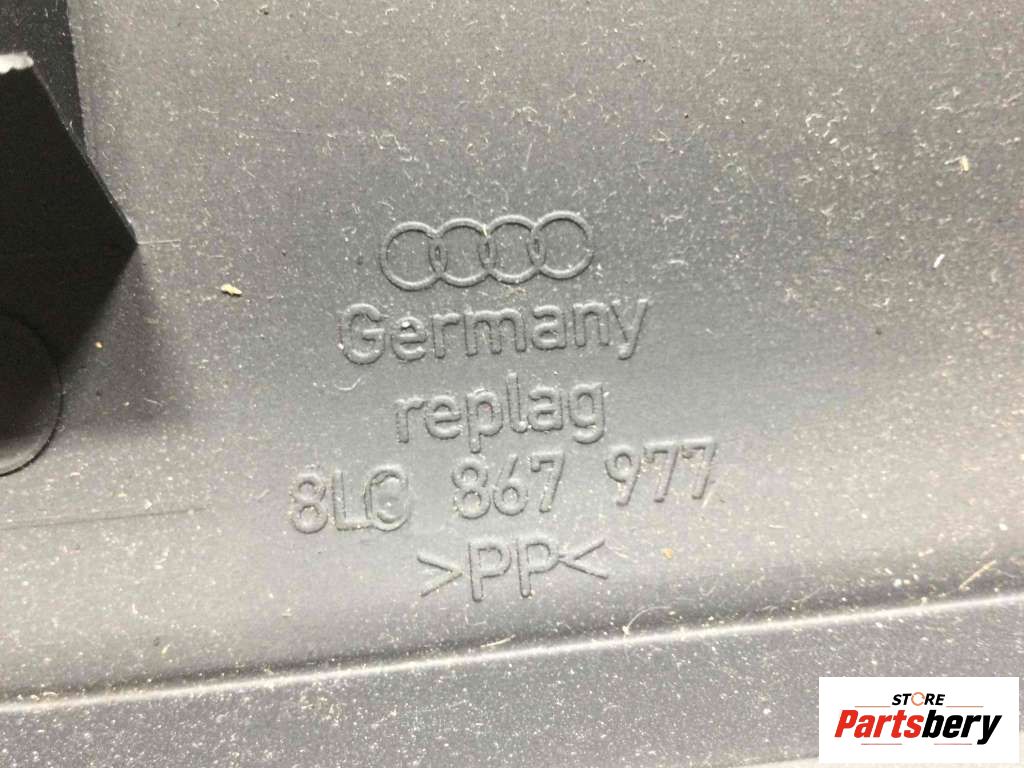 Germany
replag
8L0 867 977
>PP<
STORE
Partsbery